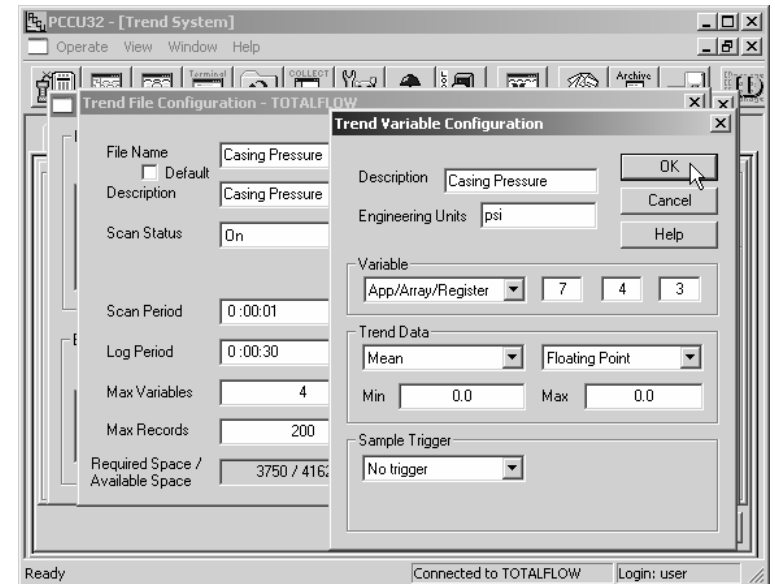 PCCU32 - [Trend System]
Operate View Window Help
Terminal COLLECT Archive
Trend File Configuration - TOTALFLOW
File Name Casing Pressure
Default
Description Casing Pressure
Scan Status On
Scan Period 0 :00:01
Log Period 0 :00:30
Max Variables 4
Max Records 200
Required Space /
Available Space 3750 / 4162
Trend Variable Configuration
Description Casing Pressure
Engineering Units psi
OK
Cancel
Help
Variable
App/Array/Register 7 4 3
Trend Data
Mean Floating Point
Min 0.0 Max 0.0
Sample Trigger
No trigger
Ready Connected to TOTALFLOW Login: user